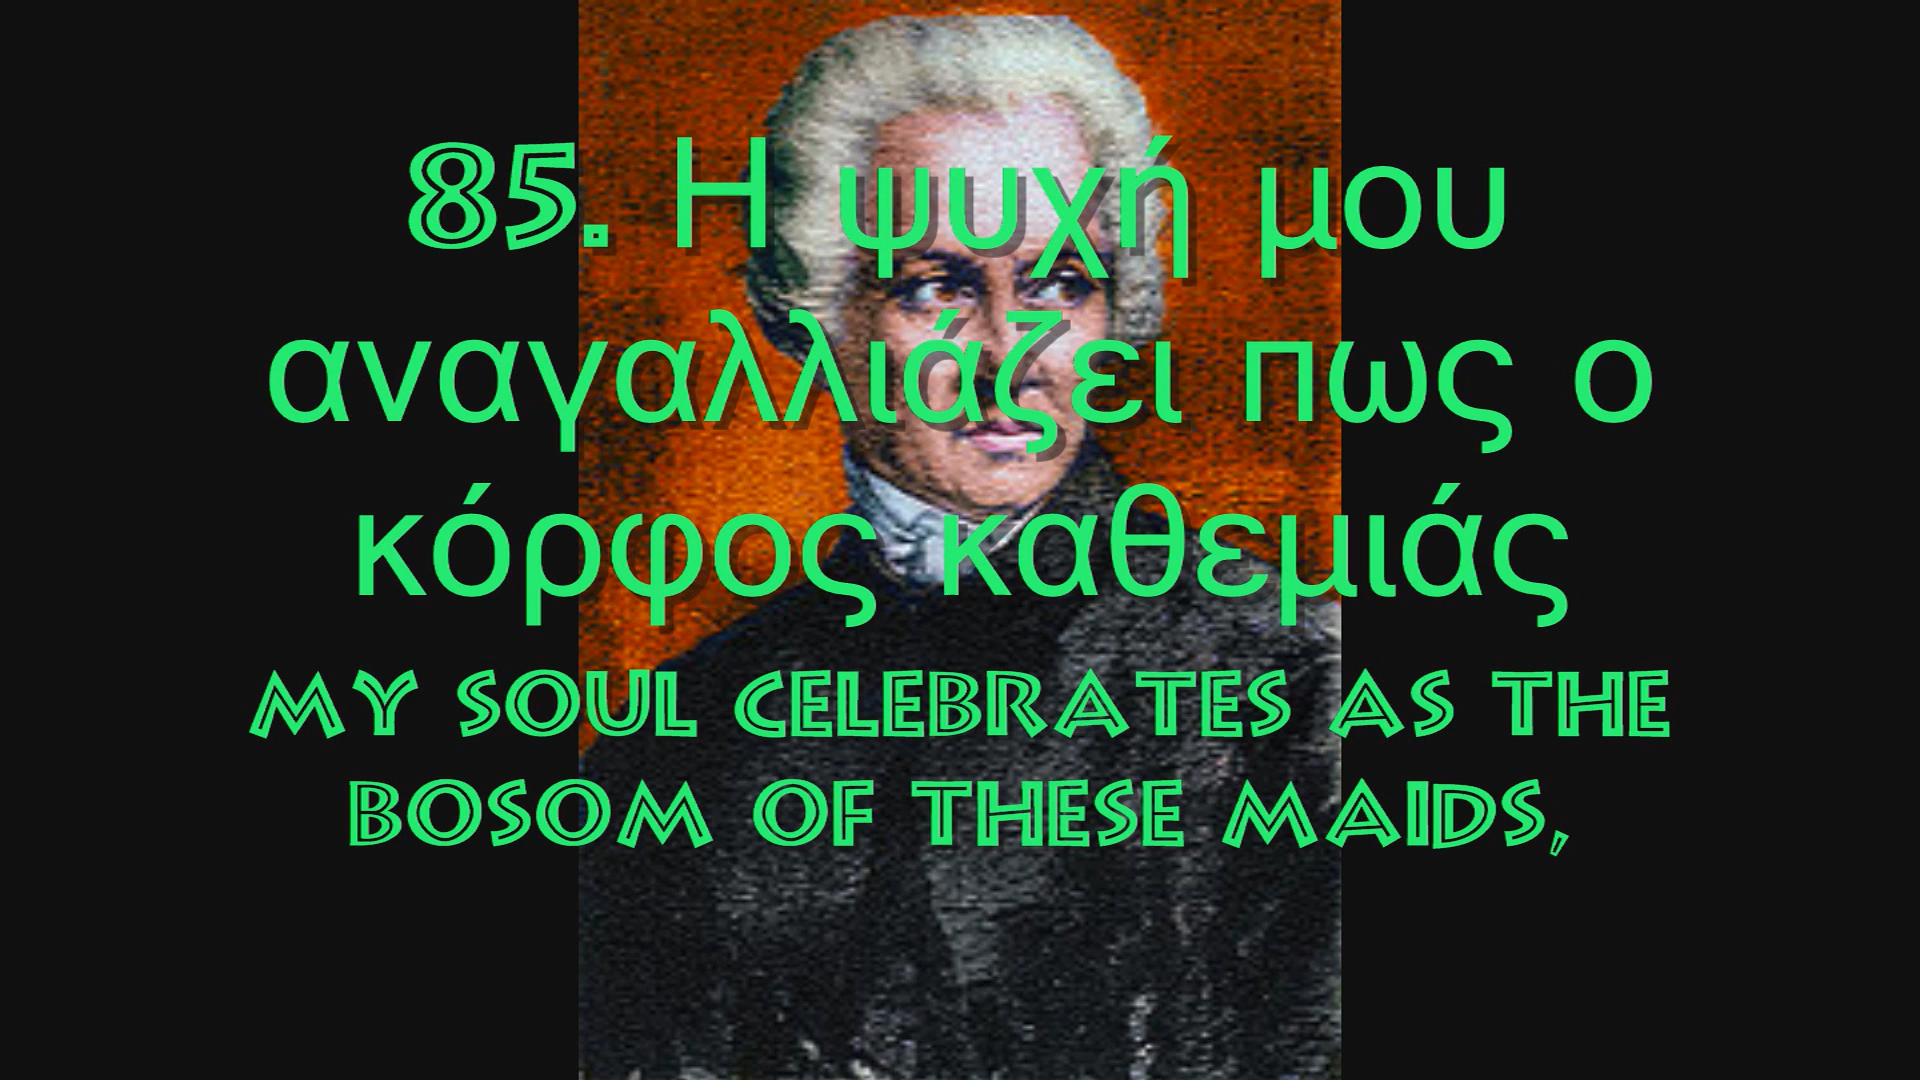 85. Η ψυχή μου
αναγαλλιάζει πως ο
κόρφος καθεμιάς
MY SOUL CELEBRATES AS THE
BOSOM OF THESE MAIDS,